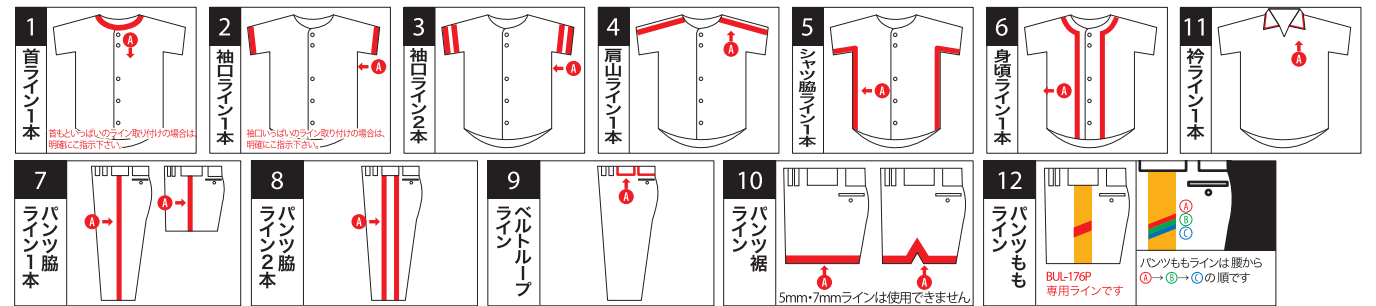 1
首ライン1本
A
首もといっぱいのライン取り付けの場合は、
明確にご指示下さい。
2
袖口ライン1本
A
袖口いっぱいのライン取り付けの場合は、
明確にご指示下さい。
3
袖口ライン2本
A
4
肩山ライン1本
A
5
シャツ脇ライン1本
A
6
身頃ライン1本
A
11
衿ライン1本
A
7
パンツ脇
ライン1本
A
A
8
パンツ脇
ライン2本
A
9
ベルトループ
ライン
A
10
パンツ裾
ライン
A
A
5mm・7mmラインは使用できません
12
パンツもも
ライン
BUL-176P
専用ラインです
A
B
C
パンツももラインは腰から
A→B→Cの順です